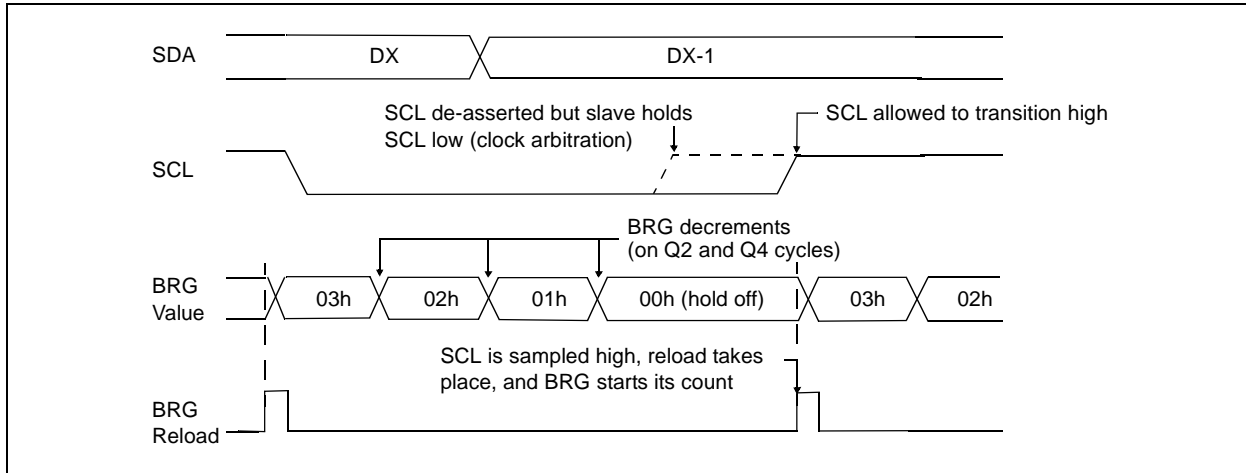 SDA
DX
DX-1
SCL de-asserted but slave holds
SCL low (clock arbitration)
SCL allowed to transition high
SCL
BRG decrements
(on Q2 and Q4 cycles)
BRG
Value
03h
02h
01h
00h (hold off)
03h
02h
SCL is sampled high, reload takes
place, and BRG starts its count
BRG
Reload